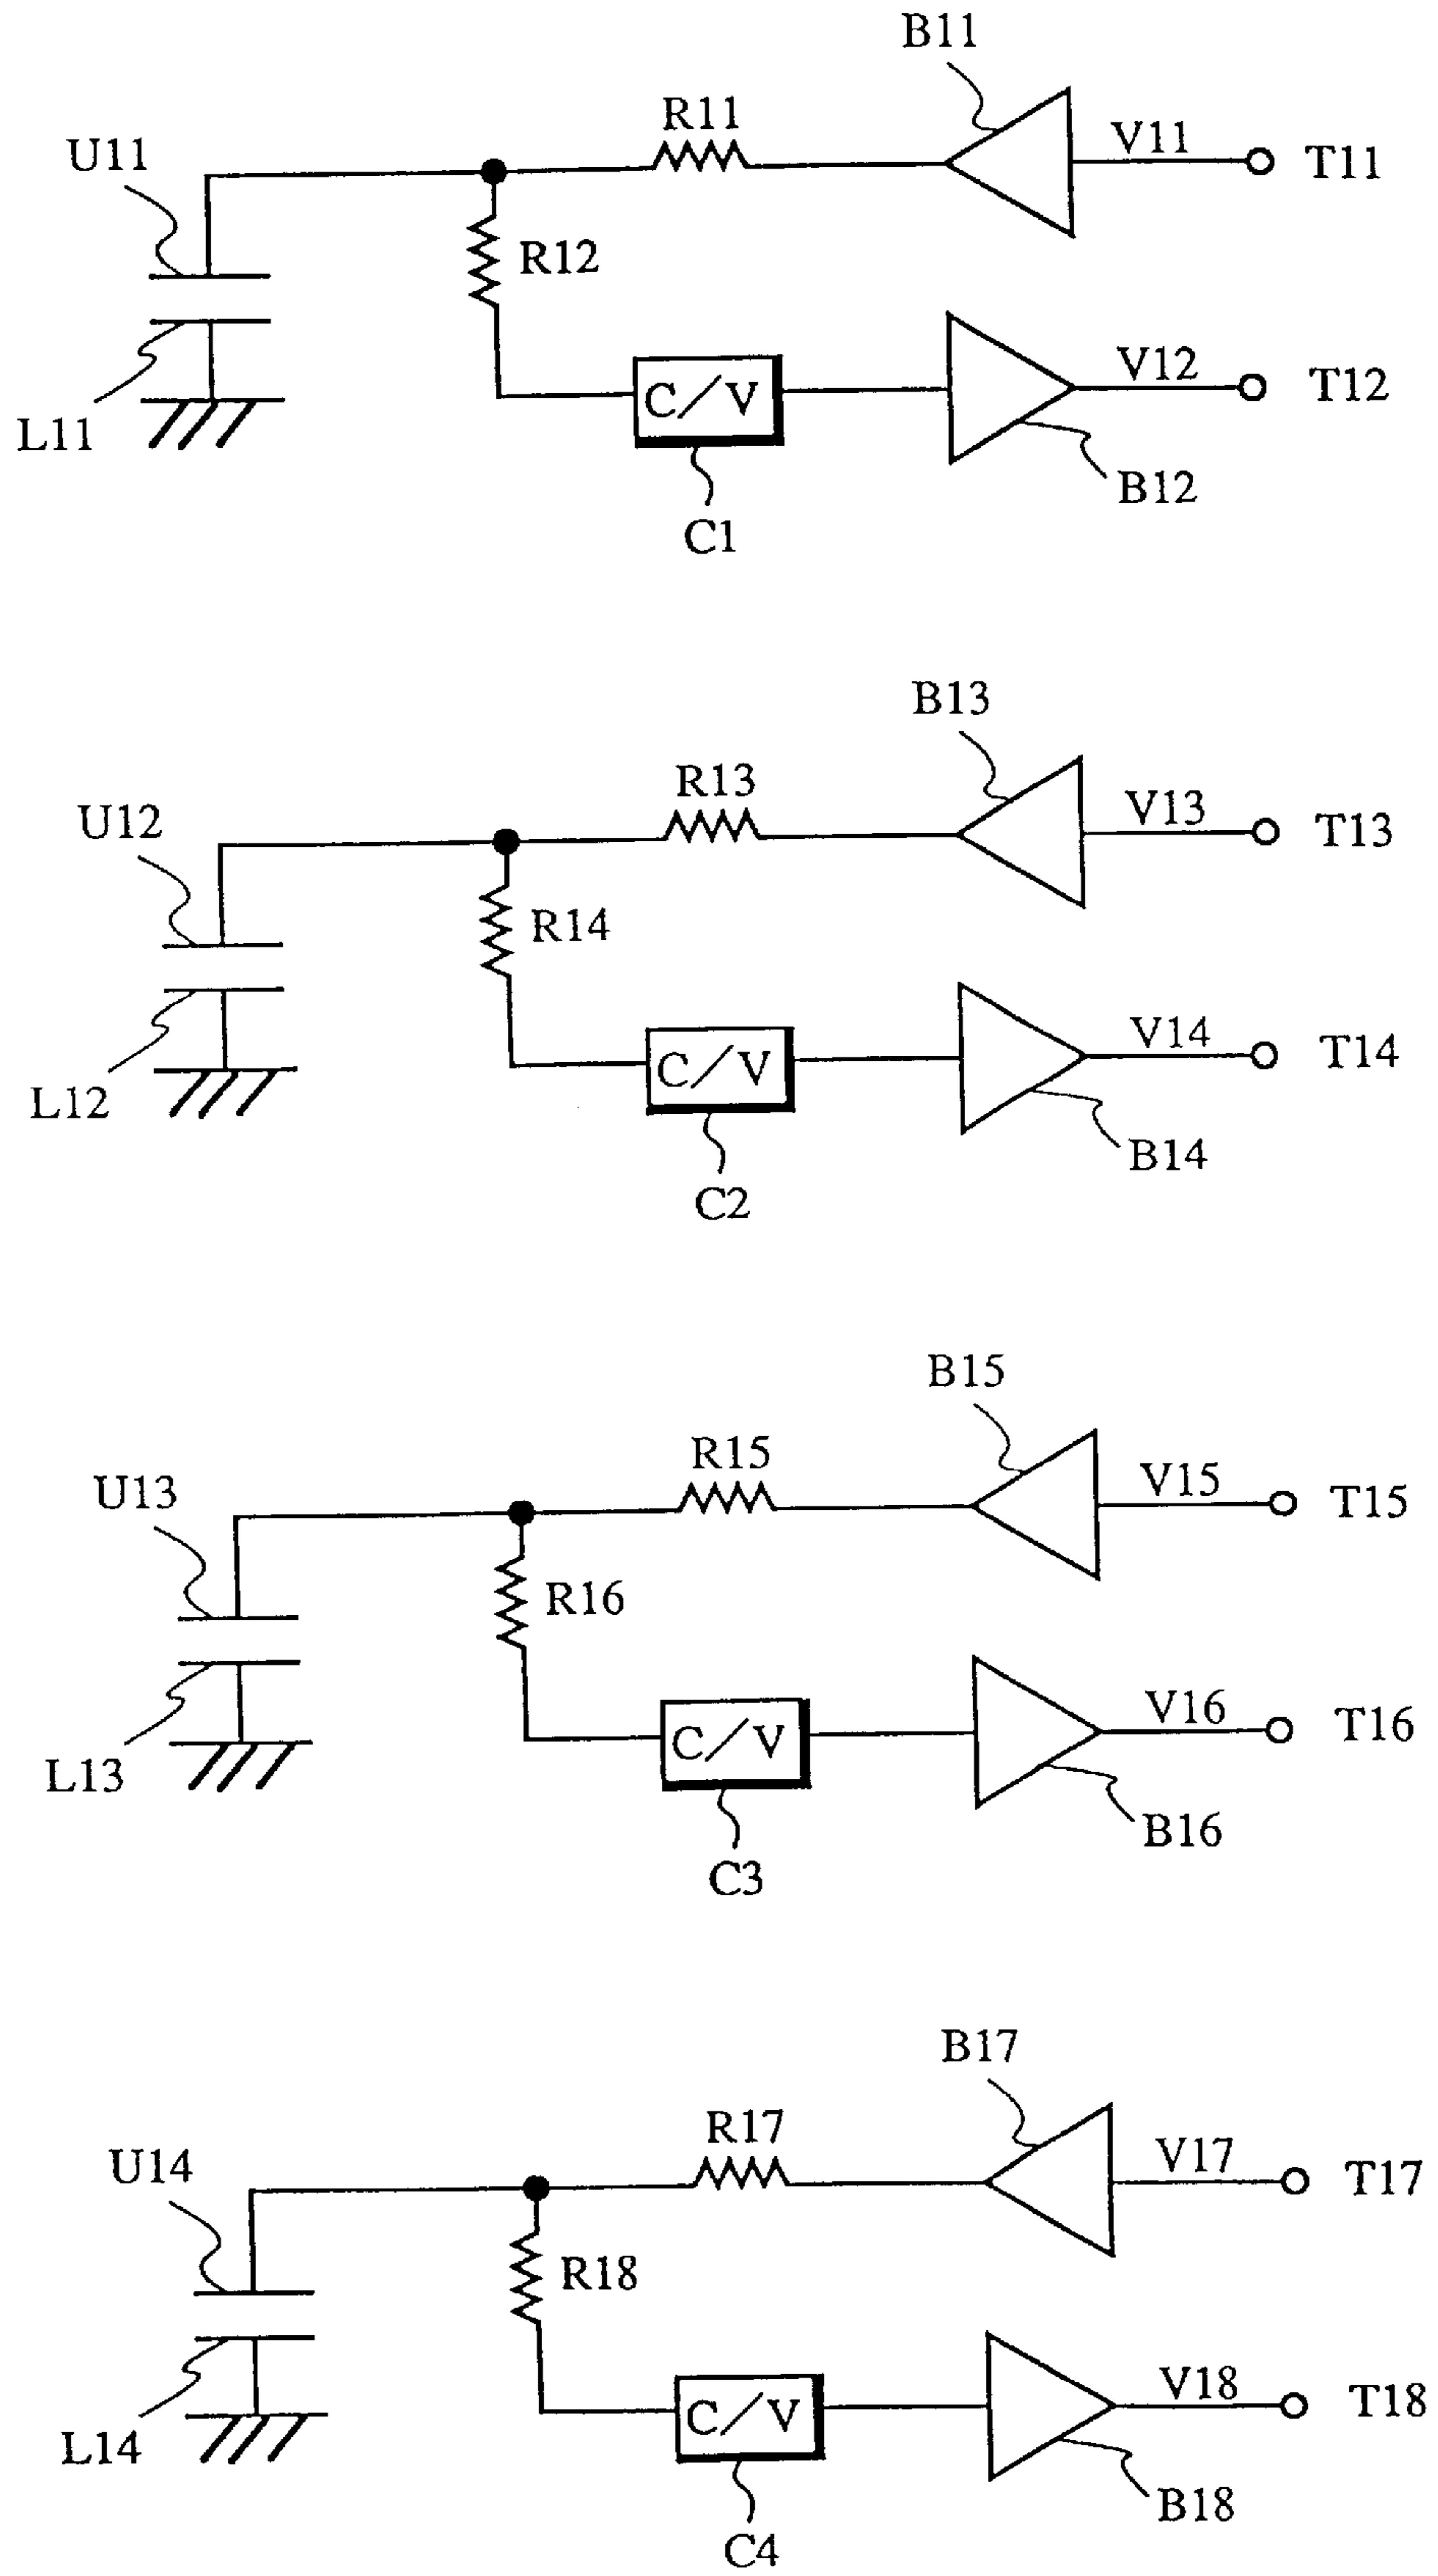 B11
R11
V11
T11
U11
R12
V12
T12
C/V
L11
B12
C1
B13
R13
V13
T13
U12
R14
V14
T14
C/V
L12
B14
C2
B15
R15
V15
T15
U13
R16
V16
T16
C/V
L13
B16
C3
B17
R17
V17
T17
U14
R18
V18
T18
C/V
L14
B18
C4